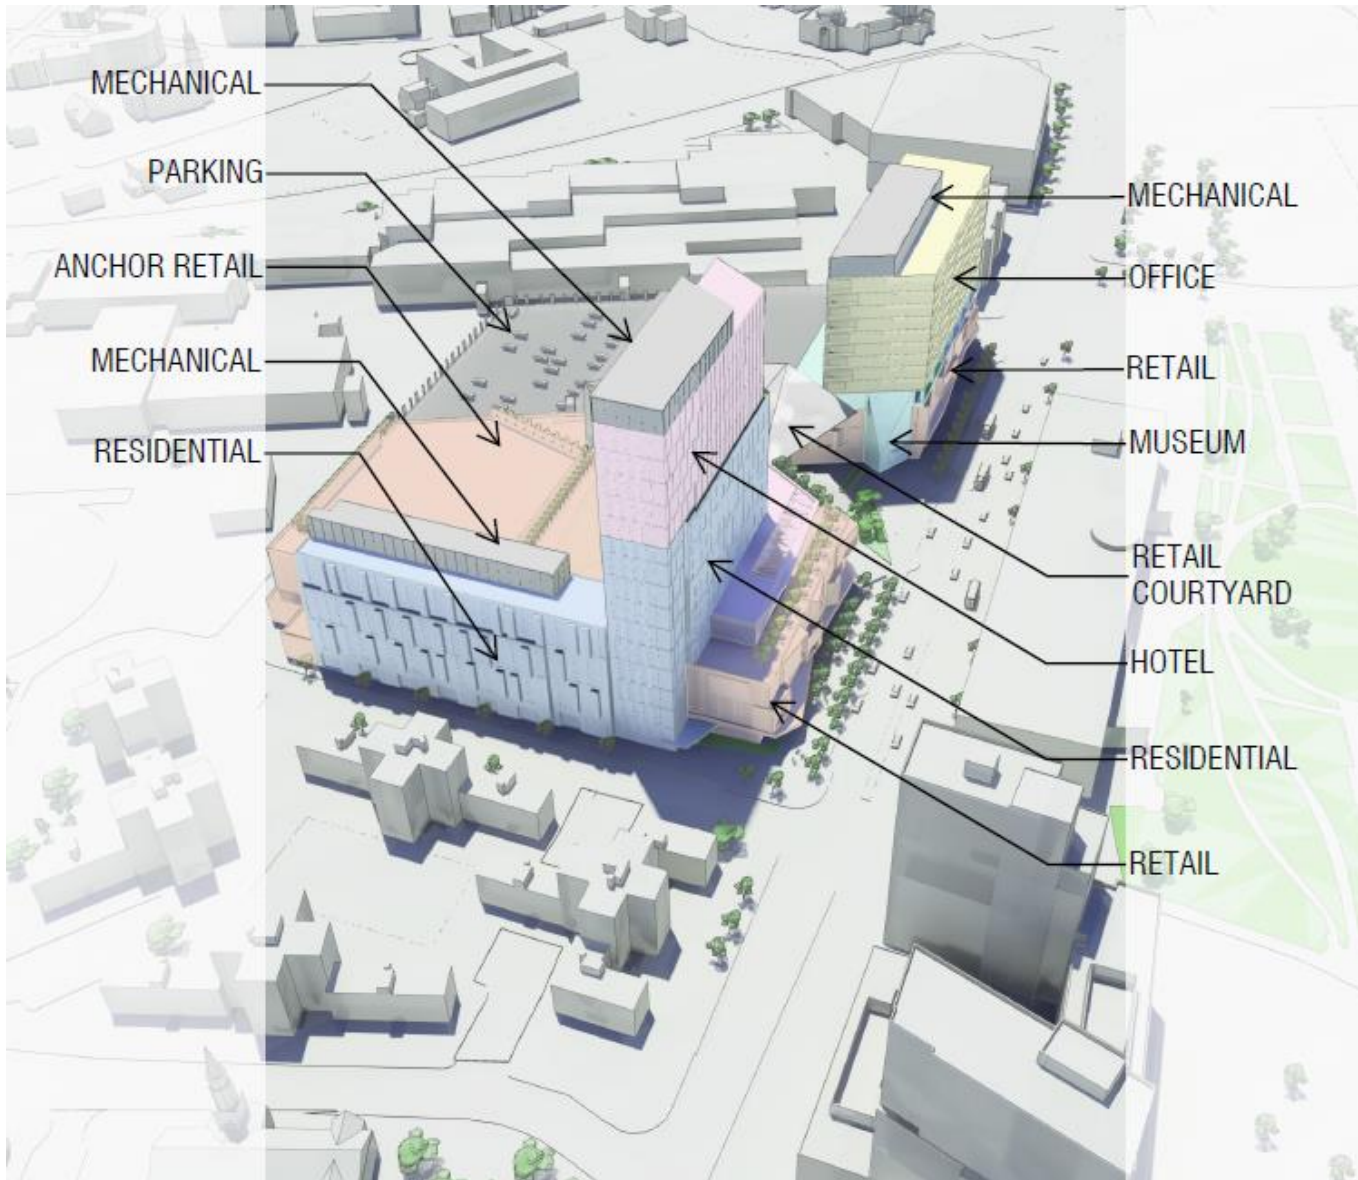 MECHANICAL
PARKING
ANCHOR RETAIL
MECHANICAL
RESIDENTIAL
MECHANICAL
OFFICE
RETAIL
MUSEUM
RETAIL
COURTYARD
HOTEL
RESIDENTIAL
RETAIL